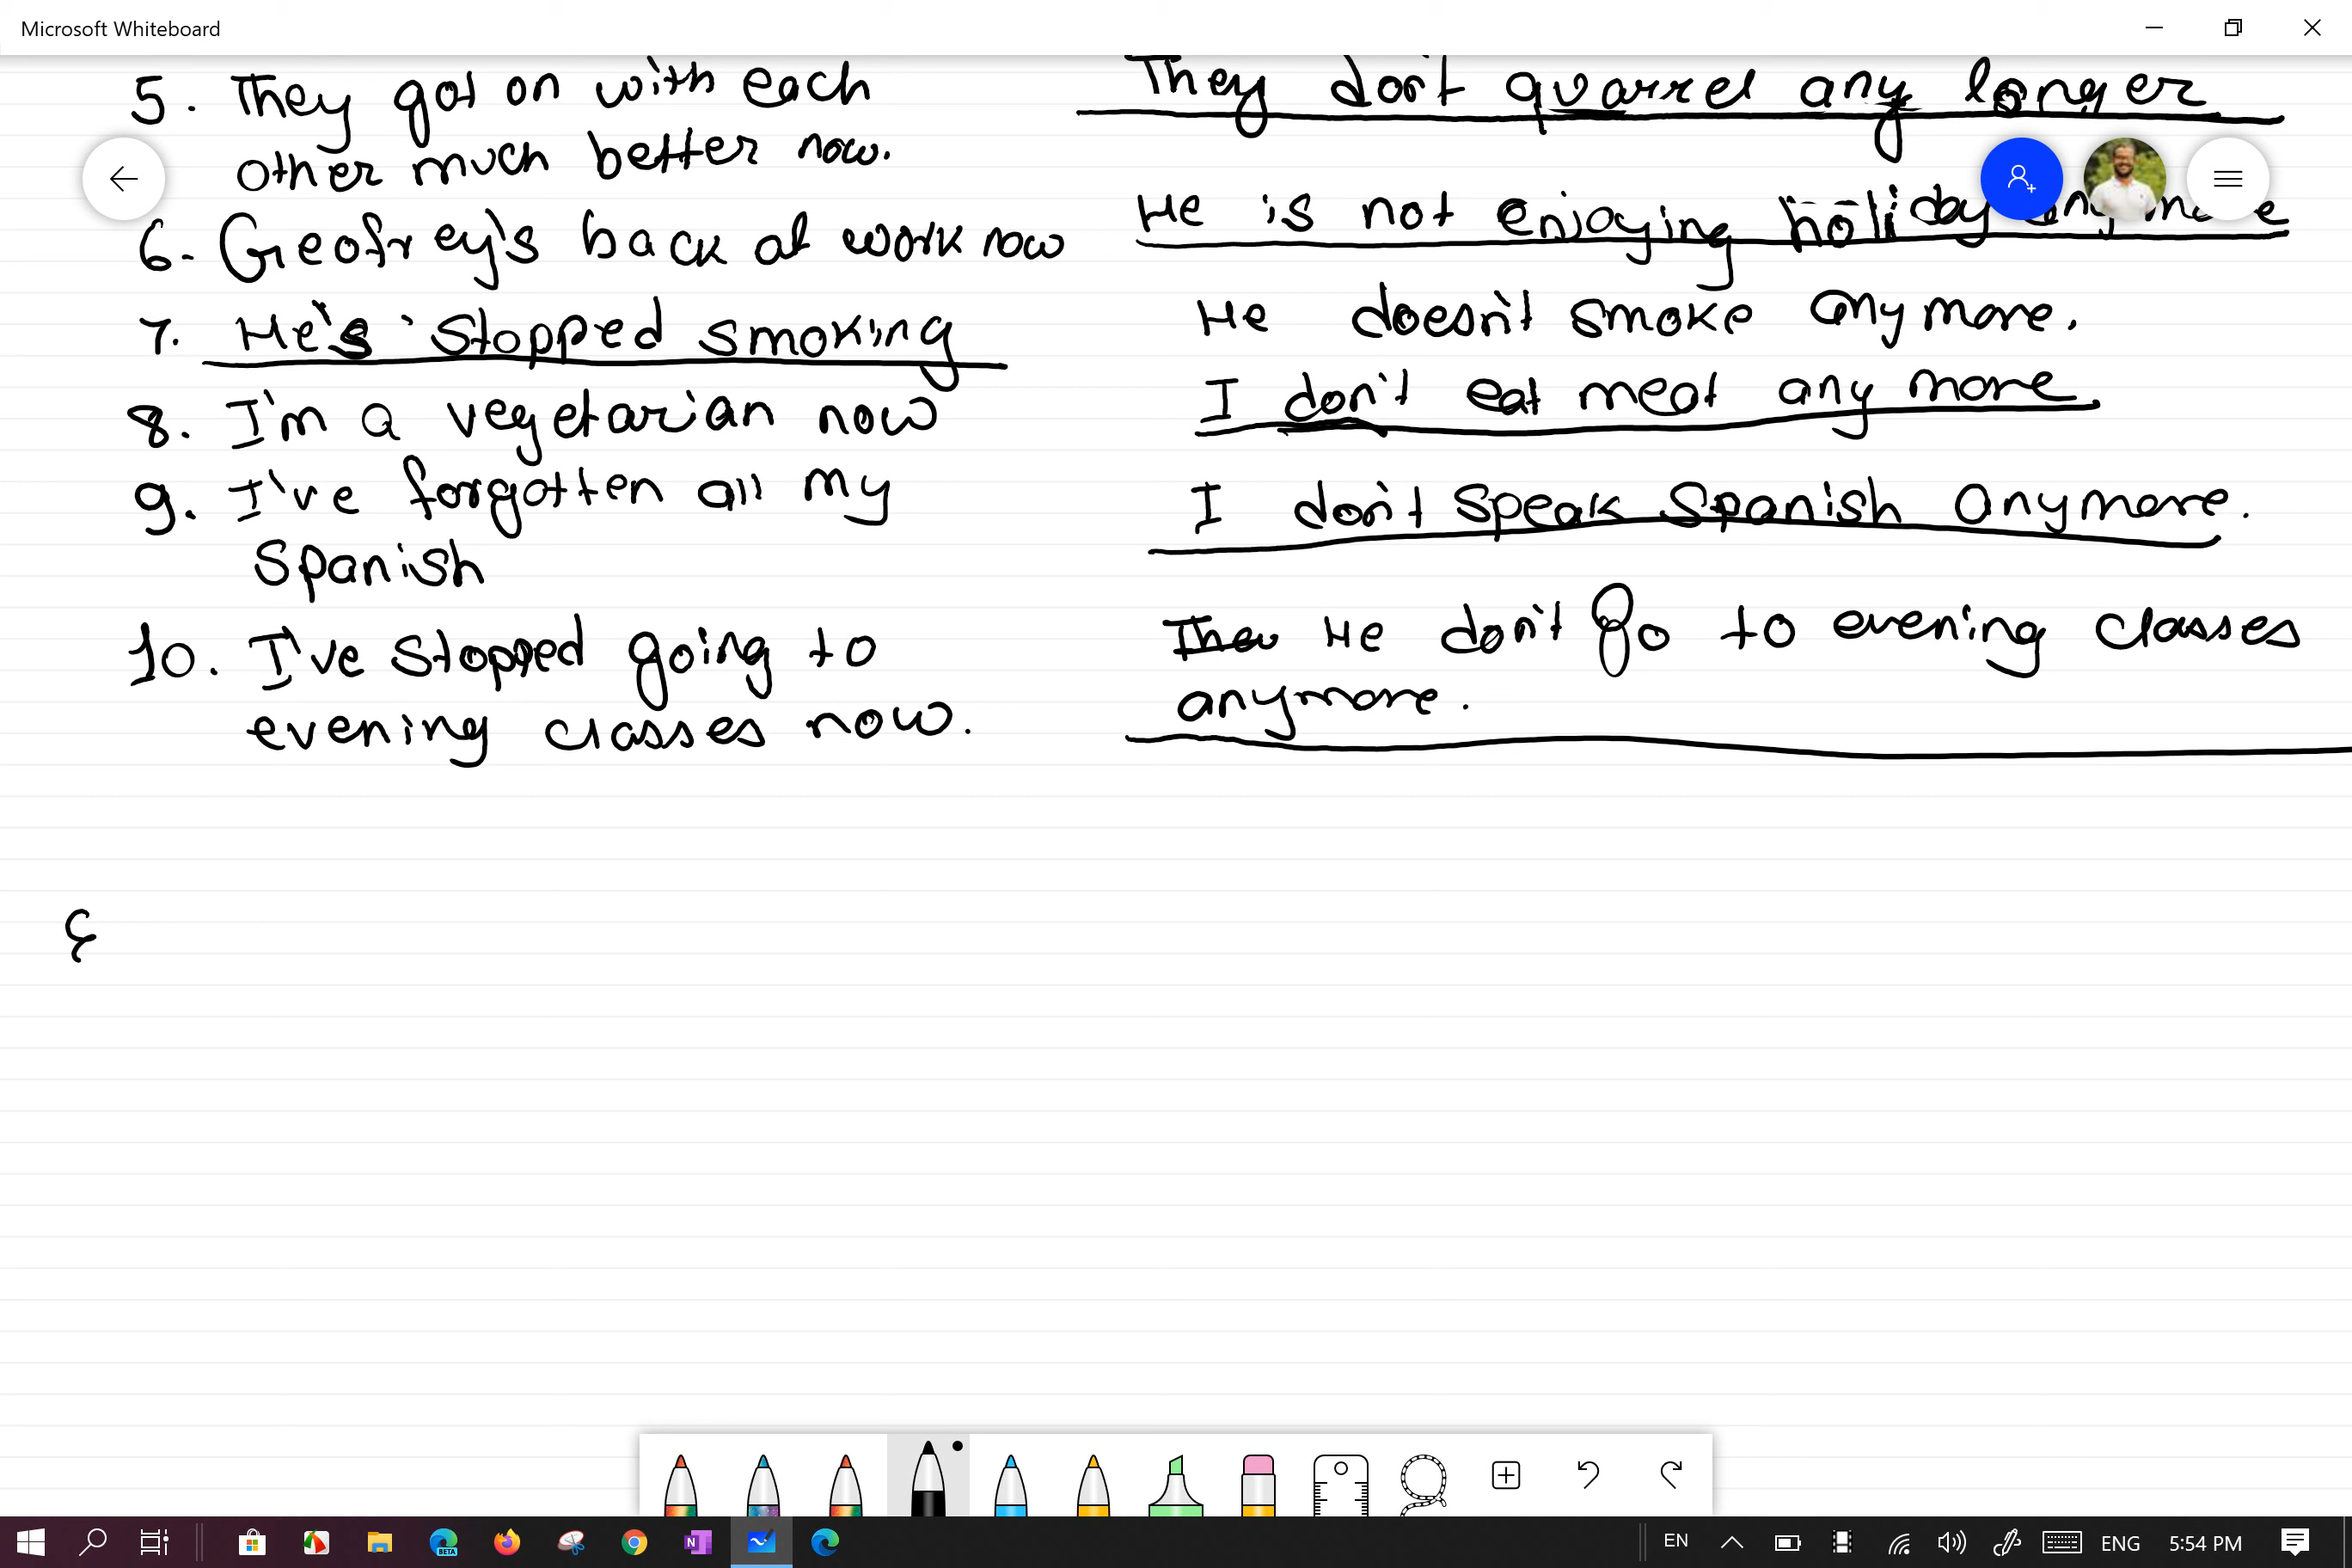 Microsoft Whiteboard
5. They got on with each They don't quarrel any longer
other much better now.
6. Geofrey's back at work now He is not enjoying holiday
7. He's stopped smoking He doesn't smoke anymore.
8. I'm a vegetarian now I don't eat meat any more
9. I've forgotten all my I don't speak Spanish anymore.
Spanish
10. I've stopped going to He don't go to evening classes
evening classes now. anymore.
EN ENG 5:54 PM
BETA
N